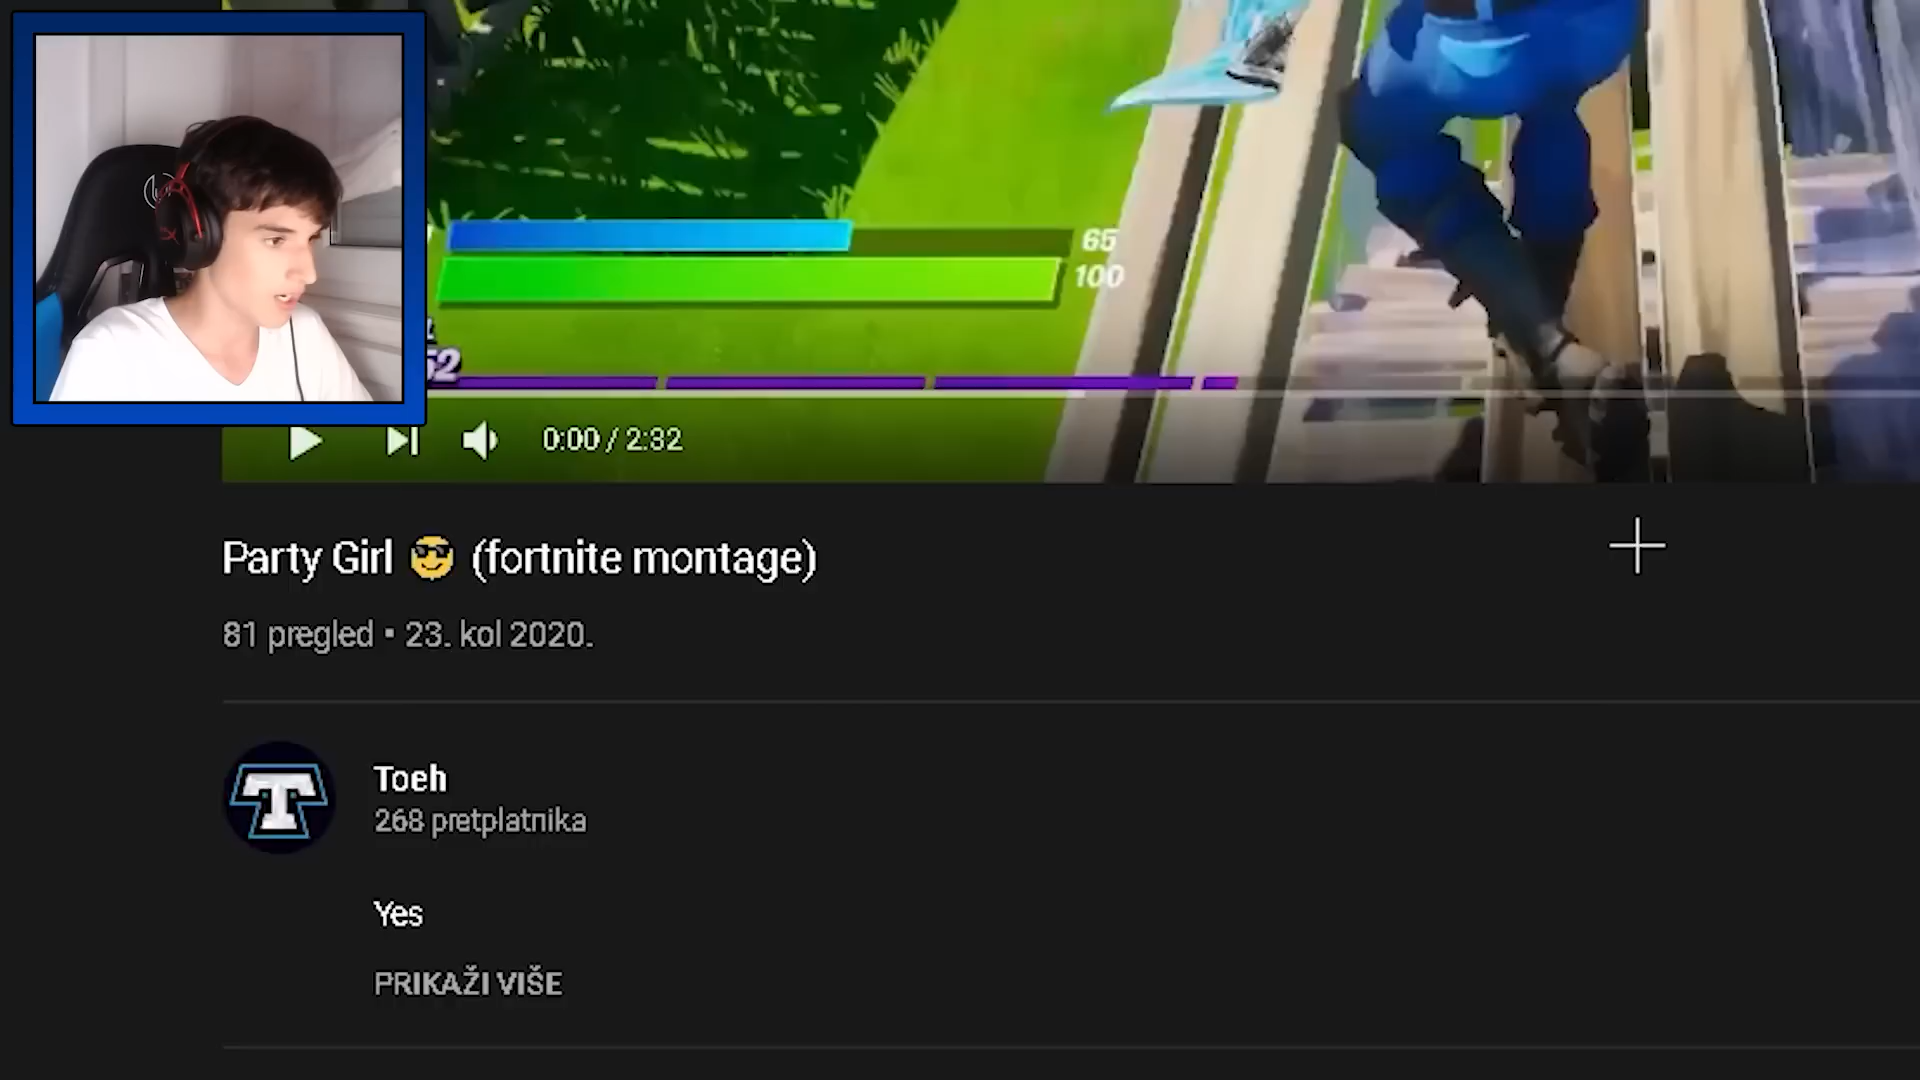 65
100
52
0:00 / 2:32
Party Girl 😎 (fortnite montage)
81 pregled • 23. kol 2020.
T
Toeh
268 pretplatnika
Yes
PRIKAŽI VIŠE